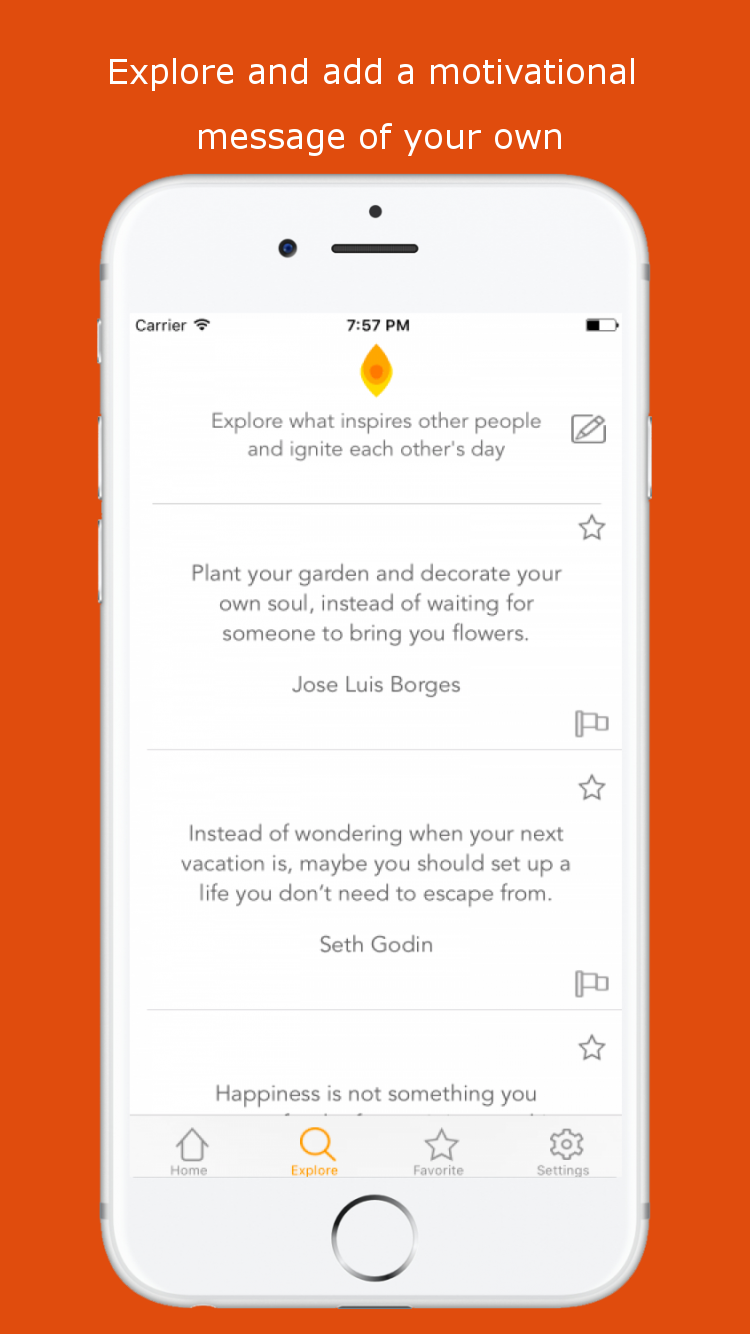 Explore and add a motivational
message of your own
Carrier
7:57 PM
Explore what inspires other people
and ignite each other's day
Plant your garden and decorate your
own soul, instead of waiting for
someone to bring you flowers.
Jose Luis Borges
Instead of wondering when your next
vacation is, maybe you should set up a
life you don’t need to escape from.
Seth Godin
Happiness is not something you
Home
Explore
Favorite
Settings